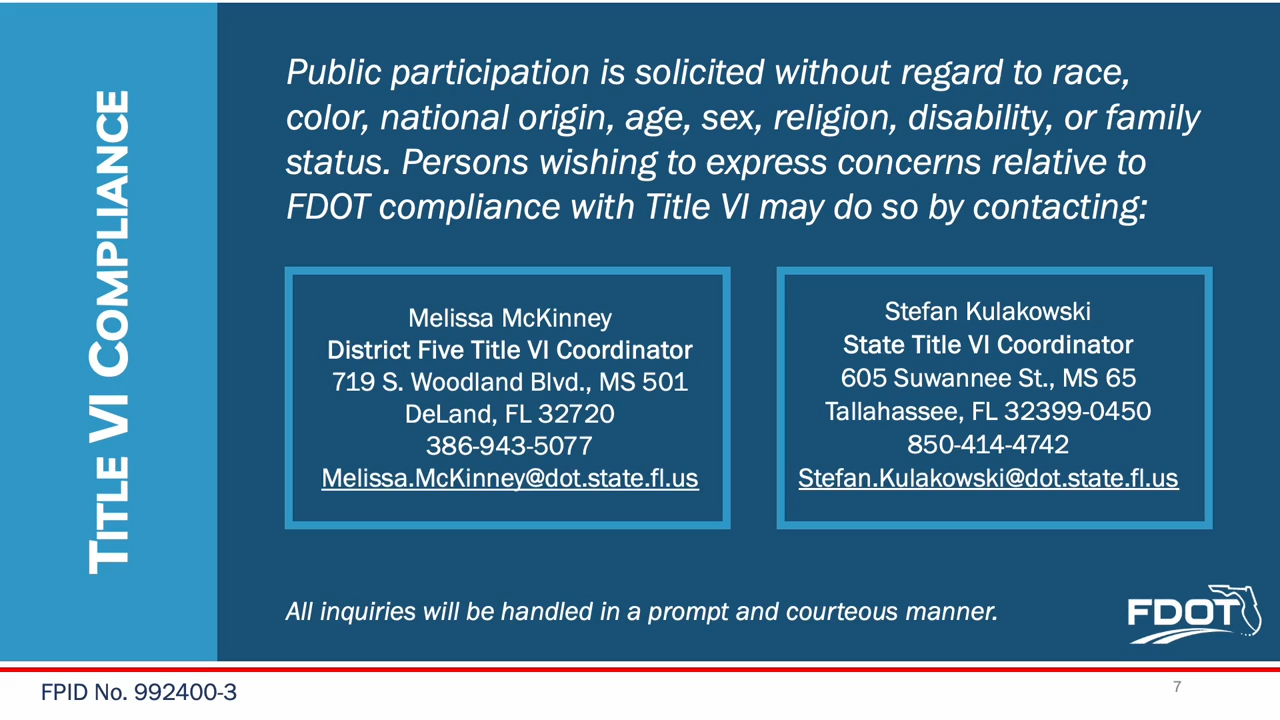 TITLE VI COMPLIANCE
Public participation is solicited without regard to race,
color, national origin, age, sex, religion, disability, or family
status. Persons wishing to express concerns relative to
FDOT compliance with Title VI may do so by contacting:
Melissa McKinney
District Five Title VI Coordinator
719 S. Woodland Blvd., MS 501
DeLand, FL 32720
386-943-5077
Melissa.McKinney@dot.state.fl.us
Stefan Kulakowski
State Title VI Coordinator
605 Suwannee St., MS 65
Tallahassee, FL 32399-0450
850-414-4742
Stefan.Kulakowski@dot.state.fl.us
All inquiries will be handled in a prompt and courteous manner.
FDOT
FPID No. 992400-3
7